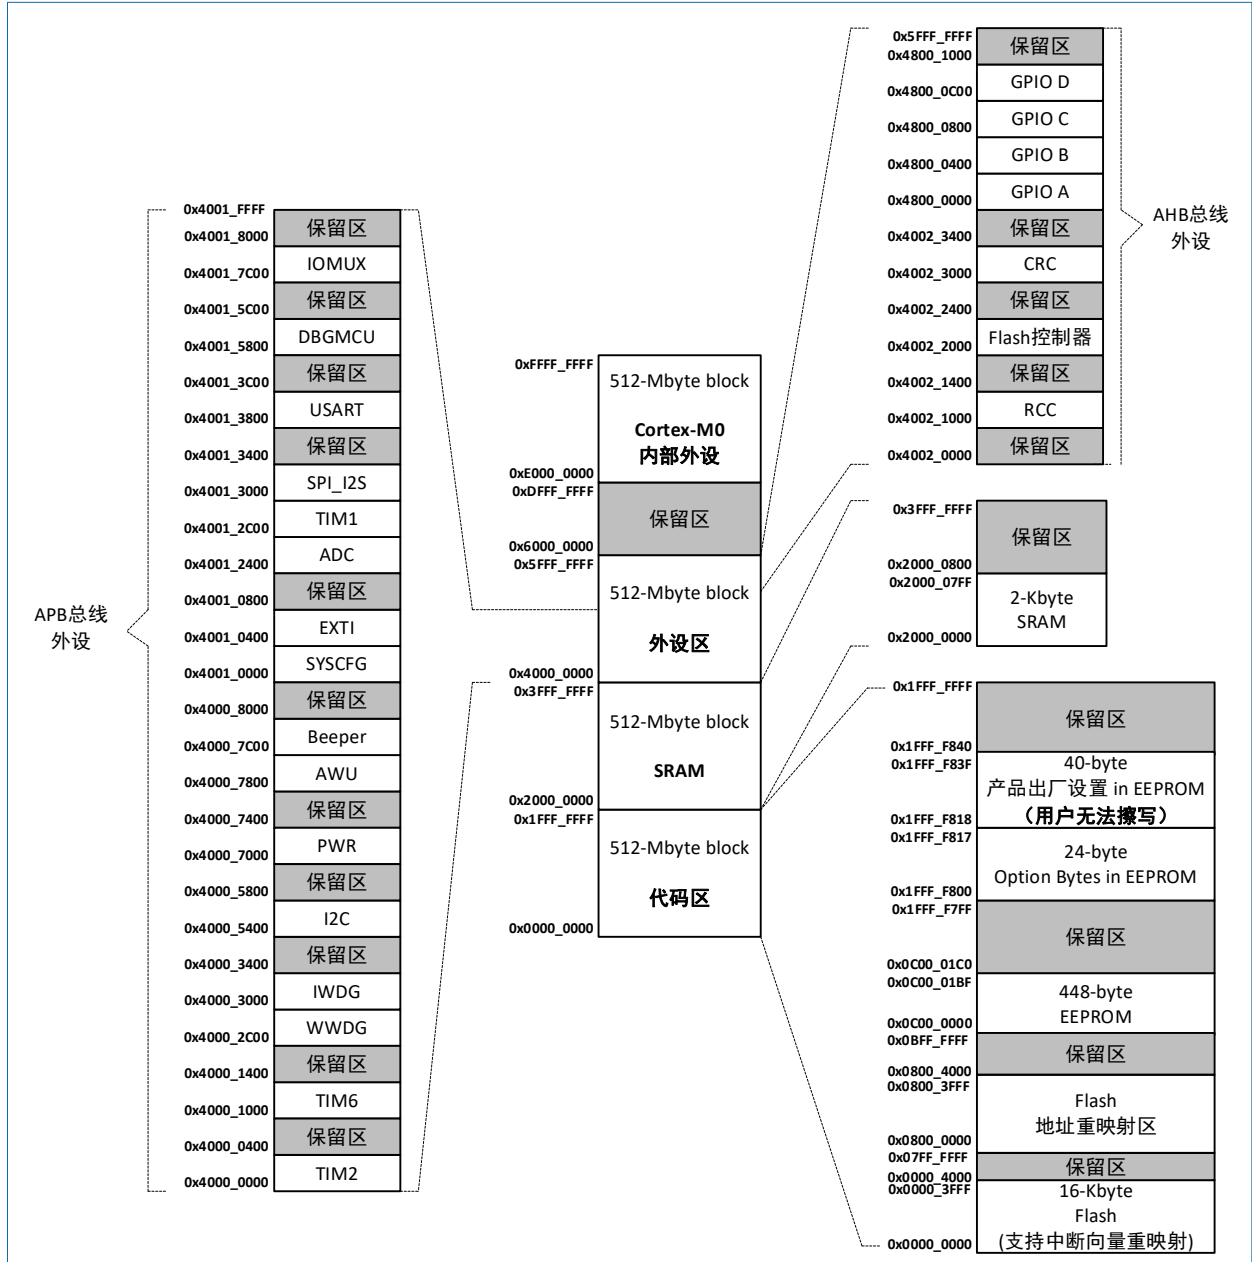 APB总线
外设
0x4001_FFFF
保留区
0x4001_8000
IOMUX
0x4001_7C00
保留区
0x4001_5C00
DBGMCU
0x4001_5800
保留区
0x4001_3C00
USART
0x4001_3800
保留区
0x4001_3400
SPI_I2S
0x4001_3000
TIM1
0x4001_2C00
ADC
0x4001_2400
保留区
0x4001_0800
EXTI
0x4001_0400
SYSCFG
0x4001_0000
保留区
0x4000_8000
Beeper
0x4000_7C00
AWU
0x4000_7800
保留区
0x4000_7400
PWR
0x4000_7000
保留区
0x4000_5800
I2C
0x4000_5400
保留区
0x4000_3400
IWDG
0x4000_3000
WWDG
0x4000_2C00
保留区
0x4000_1400
TIM6
0x4000_1000
保留区
0x4000_0400
TIM2
0x4000_0000
0xFFFF_FFFF
512-Mbyte block
Cortex-M0
内部外设
0xE000_0000
0xDFFF_FFFF
保留区
0x6000_0000
0x5FFF_FFFF
512-Mbyte block
外设区
0x4000_0000
0x3FFF_FFFF
512-Mbyte block
SRAM
0x2000_0000
0x1FFF_FFFF
512-Mbyte block
代码区
0x0000_0000
0x5FFF_FFFF
保留区
0x4800_1000
GPIO D
0x4800_0C00
GPIO C
0x4800_0800
GPIO B
0x4800_0400
GPIO A
0x4800_0000
保留区
0x4002_3400
CRC
0x4002_3000
保留区
0x4002_2400
Flash控制器
0x4002_2000
保留区
0x4002_1400
RCC
0x4002_1000
保留区
0x4002_0000
AHB总线
外设
0x3FFF_FFFF
保留区
0x2000_0800
0x2000_07FF
2-Kbyte
SRAM
0x2000_0000
0x1FFF_FFFF
保留区
0x1FFF_F840
0x1FFF_F83F
40-byte
产品出厂设置 in EEPROM
（用户无法擦写）
0x1FFF_F818
0x1FFF_F817
24-byte
Option Bytes in EEPROM
0x1FFF_F800
0x1FFF_F7FF
保留区
0x0C00_01C0
0x0C00_01BF
448-byte
EEPROM
0x0C00_0000
0x0BFF_FFFF
保留区
0x0800_4000
0x0800_3FFF
Flash
地址重映射区
0x0800_0000
0x07FF_FFFF
保留区
0x0000_4000
0x0000_3FFF
16-Kbyte
Flash
(支持中断向量重映射)
0x0000_0000